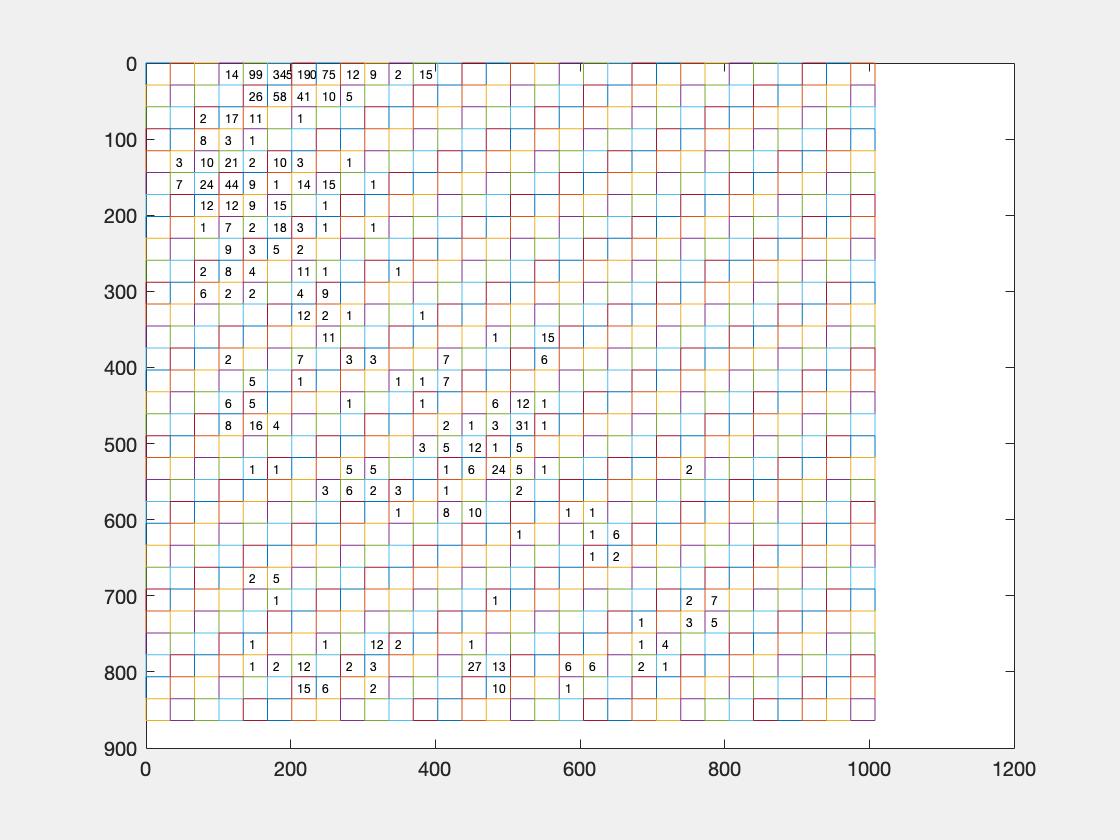 0
14 99 345 190 75 12 9 2 15
26 58 41 10 5
2 17 11 1
100 8 3 1
3 10 21 2 10 3 1
7 24 44 9 1 14 15 1
12 12 9 15 1
200
1 7 2 18 3 1 1
9 3 5 2
2 8 4 11 1 1
300 6 2 2 4 9
12 2 1 1
11 1 15
400 2 7 3 3 7 6
5 1 1 1 7
6 5 1 1 6 12 1
8 16 4 2 1 3 31 1
500 3 5 12 1 5
1 1 5 5 1 6 24 5 1 2
3 6 2 3 1 2
600 1 8 10 1 1
1 1 6
1 2
2 5
700 1 1 2 7
1 3 5
1 1 12 2 1 1 4
800 1 2 12 2 3 27 13 6 6 2 1
15 6 2 10 1
900
0 200 400 600 800 1000 1200